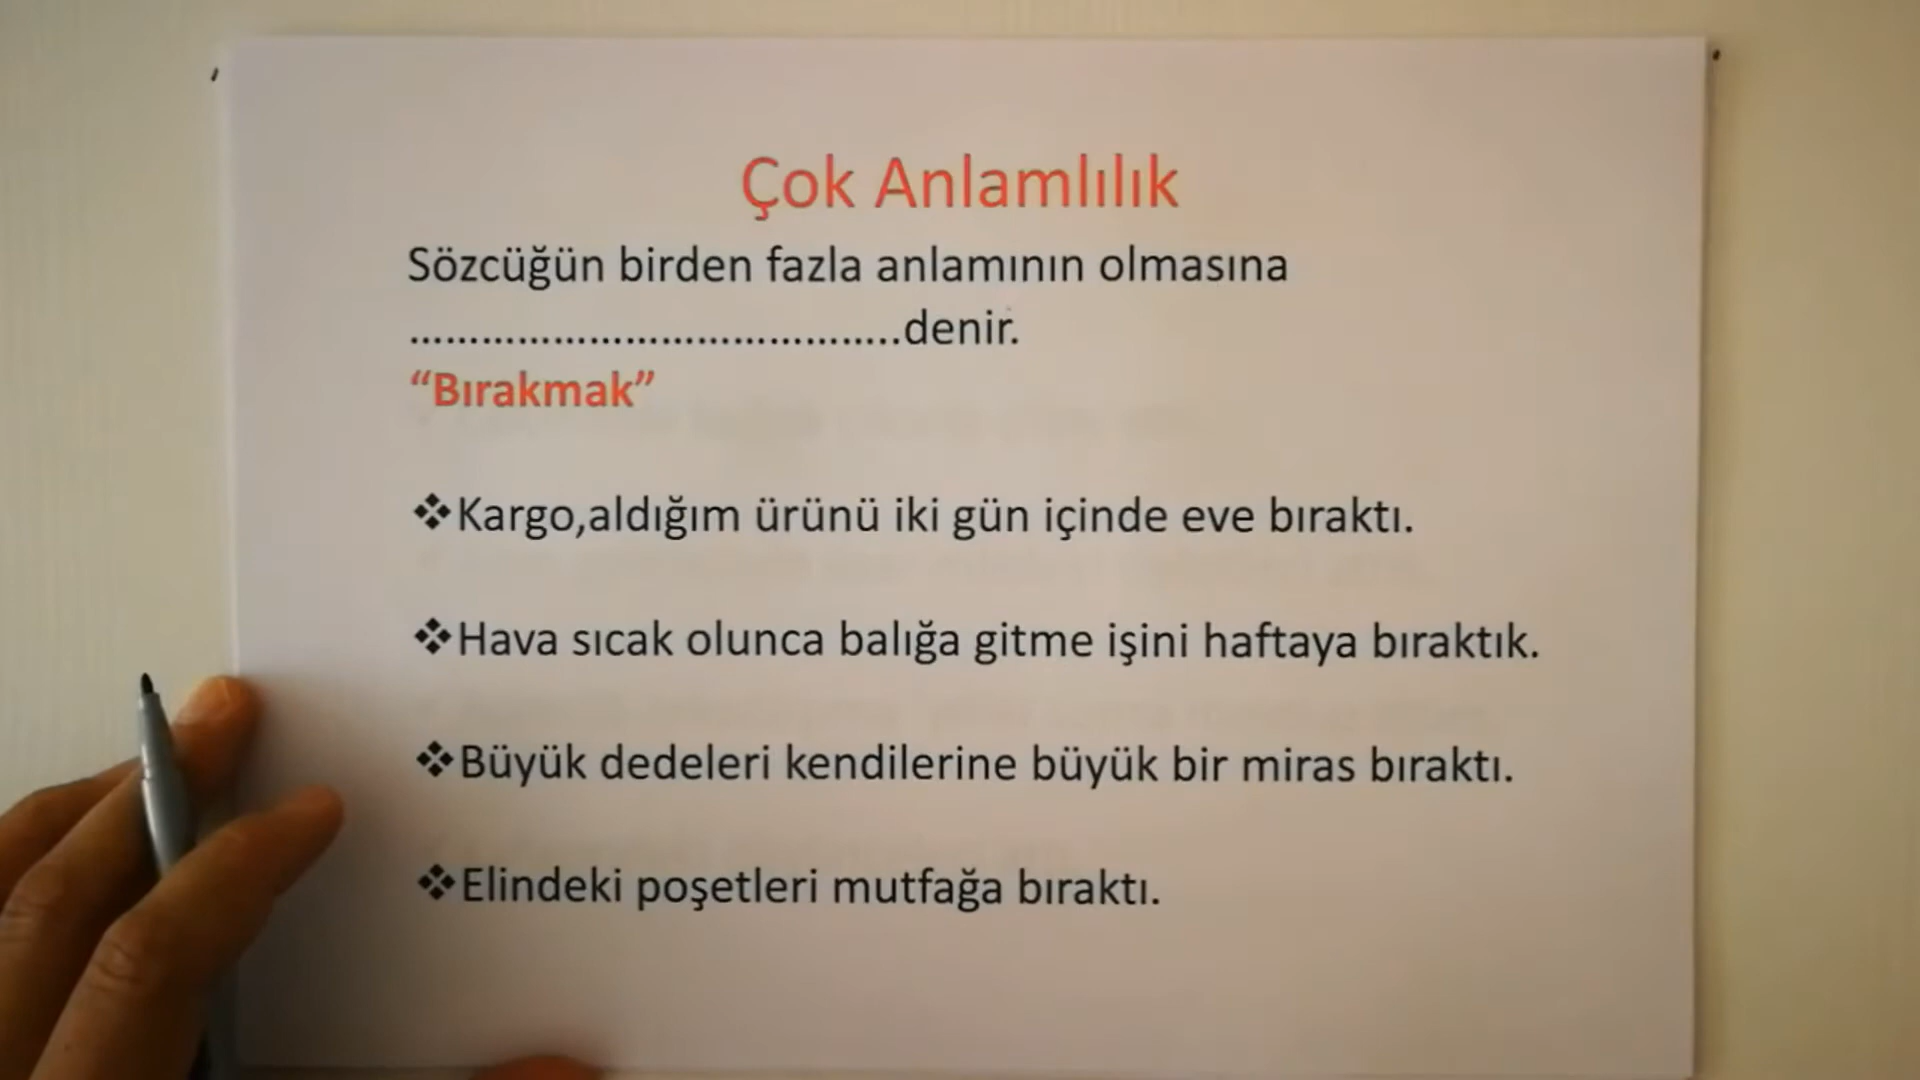 Çok Anlamlılık
Sözcüğün birden fazla anlamının olmasına
……………………………………..denir.
“Bırakmak”
❖Kargo,aldığım ürünü iki gün içinde eve bıraktı.
❖Hava sıcak olunca balığa gitme işini haftaya bıraktık.
❖Büyük dedeleri kendilerine büyük bir miras bıraktı.
❖Elindeki poşetleri mutfağa bıraktı.